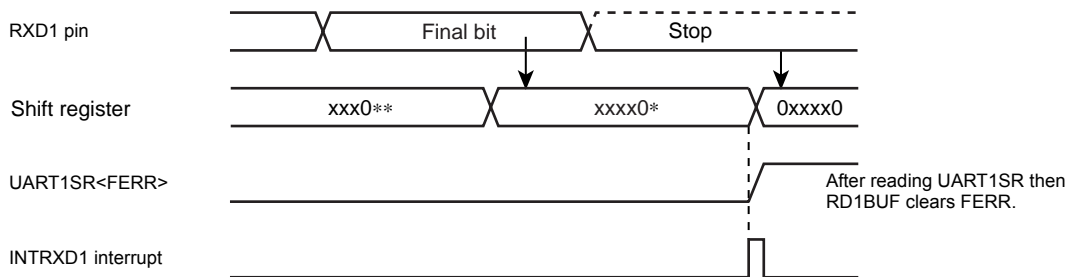 RXD1 pin
Final bit
Stop
Shift register
xxx0**
xxxx0*
0xxxx0
UART1SR<FERR>
After reading UART1SR then
RD1BUF clears FERR.
INTRXD1 interrupt